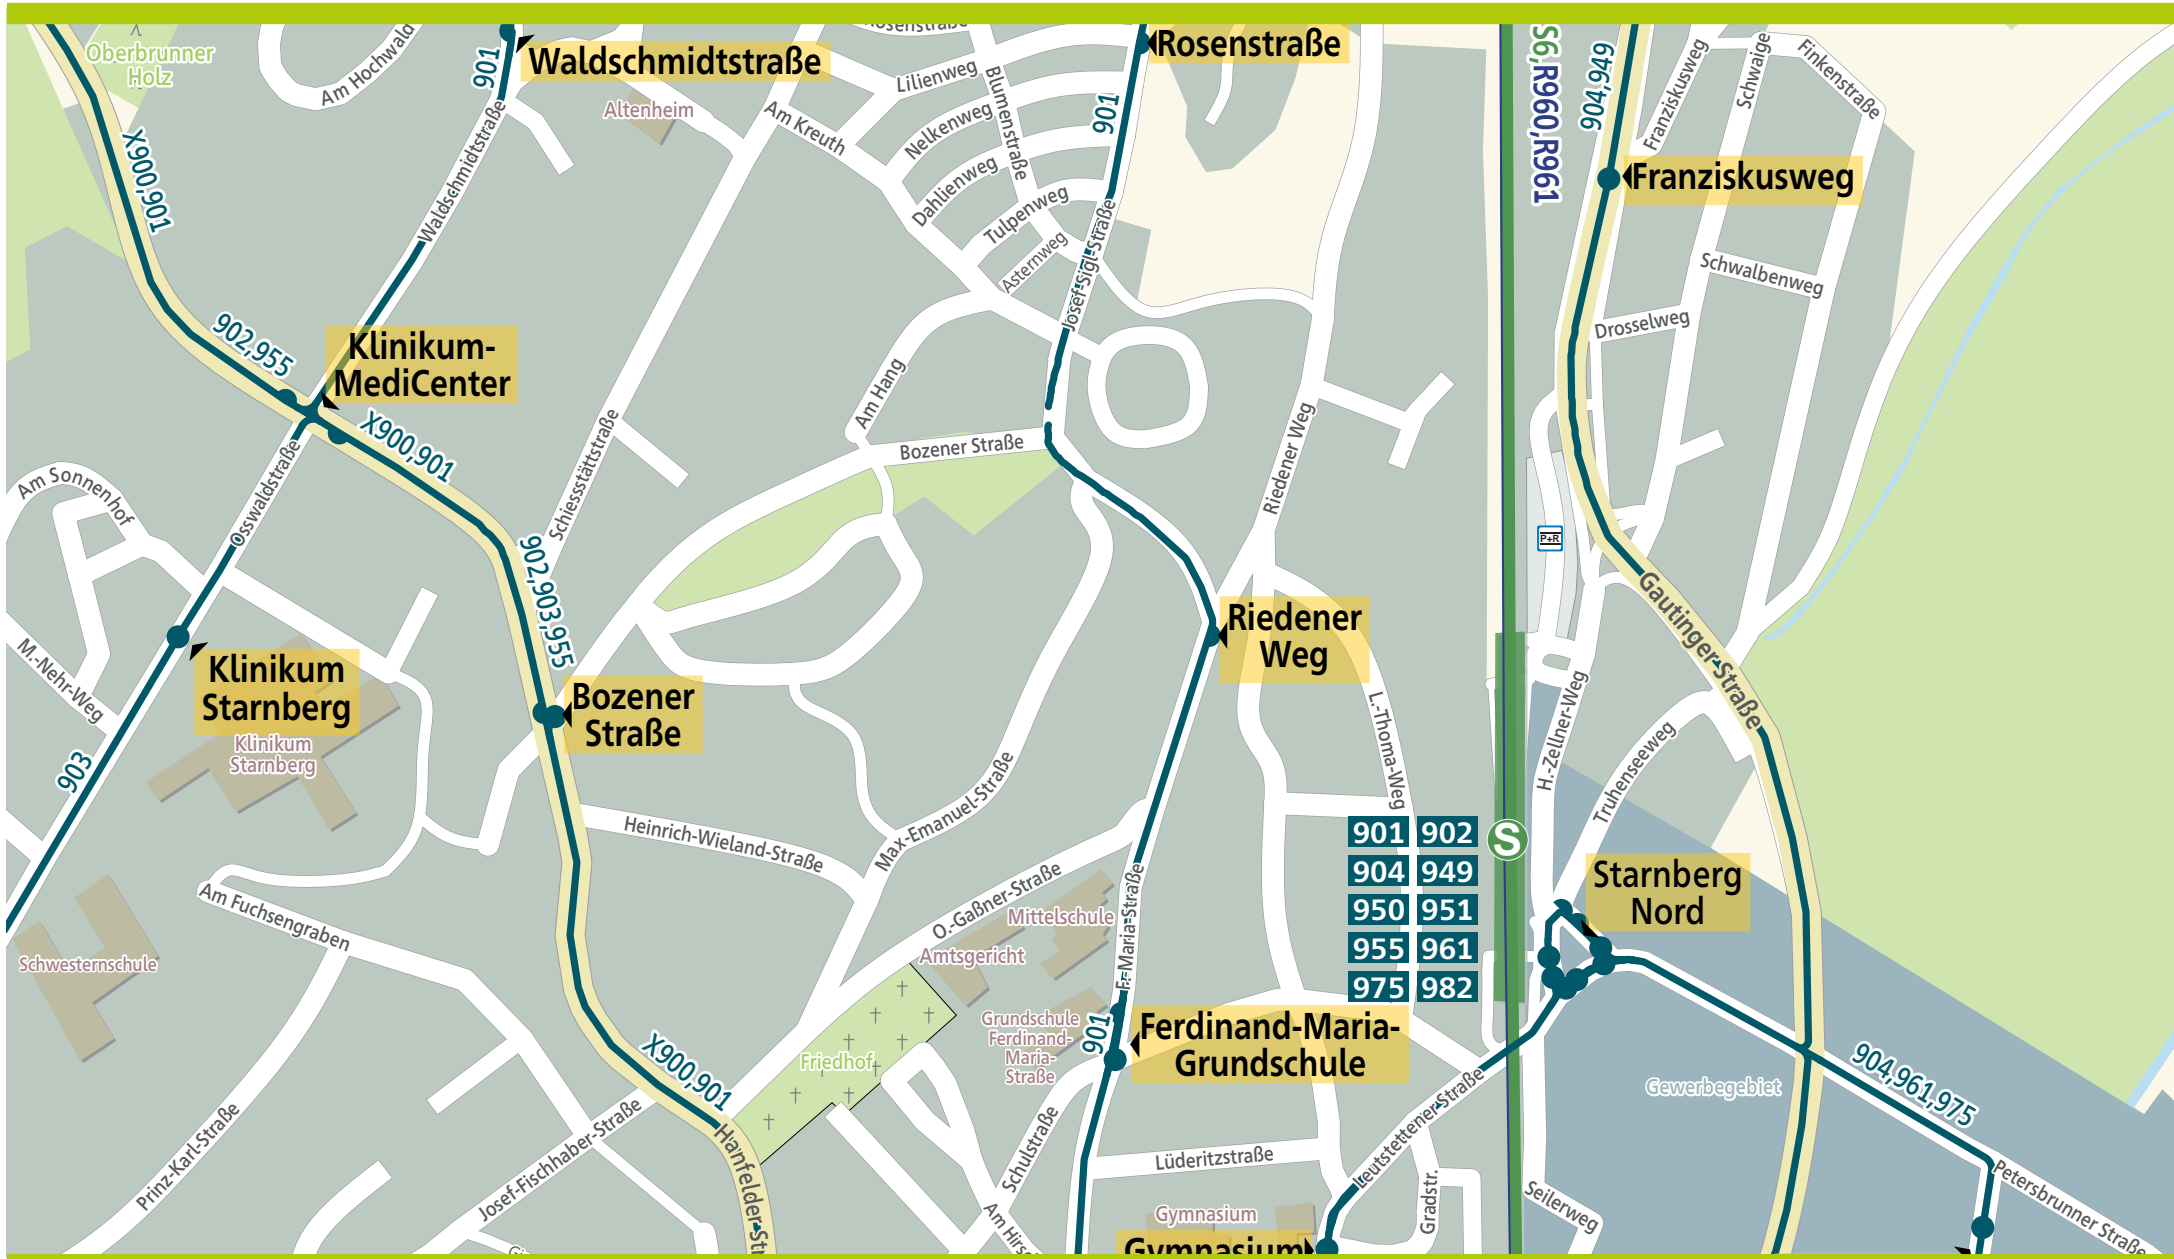 Oberbrunner
Holz
Am Hochwald
901
Waldschmidtstraße
Rosenstraße
Lilienweg
Blumenstraße
Rosenstraße
S6,R960,R961
904,949
Franziskusweg
Schwaige
Finkenstraße
X900,901
Waldschmidtstraße
Altenheim
Am Kreuth
Nelkenweg
Dahlienweg
Tulpenweg
Asternweg
901
Josef-Sigl-Straße
Franziskusweg
Schwalbenweg
Drosselweg
902,955
Klinikum-
MediCenter
X900,901
Am Hang
Bozener Straße
Schiessstättstraße
Riedener Weg
Am Sonnenhof
Osswaldstraße
902,903,955
P+R
Gautinger-Straße
M.-Nehr-Weg
Klinikum
Starnberg
Klinikum
Starnberg
903
Bozener
Straße
Riedener
Weg
L.-Thoma-Weg
H.-Zellner-Weg
Truhenseeweg
Heinrich-Wieland-Straße
Max-Emanuel-Straße
901 902
904 949
950 951
955 961
975 982
S
Starnberg
Nord
Am Fuchsengraben
Schwesternschule
O.-Gaßner-Straße
Mittelschule
Amtsgericht
F.-Maria-Straße
Grundschule
Ferdinand-
Maria-
Straße
901
Ferdinand-Maria-
Grundschule
Friedhof
X900,901
Hanfelder-Str
Prinz-Karl-Straße
Josef-Fischhaber-Straße
Schulstraße
Am Hirs
Lüderitzstraße
Leutstettener-Straße
Gradstr.
Gymnasium
Gymnasium
Seilerweg
Gewerbegebiet
904,961,975
Petersbrunner Straße